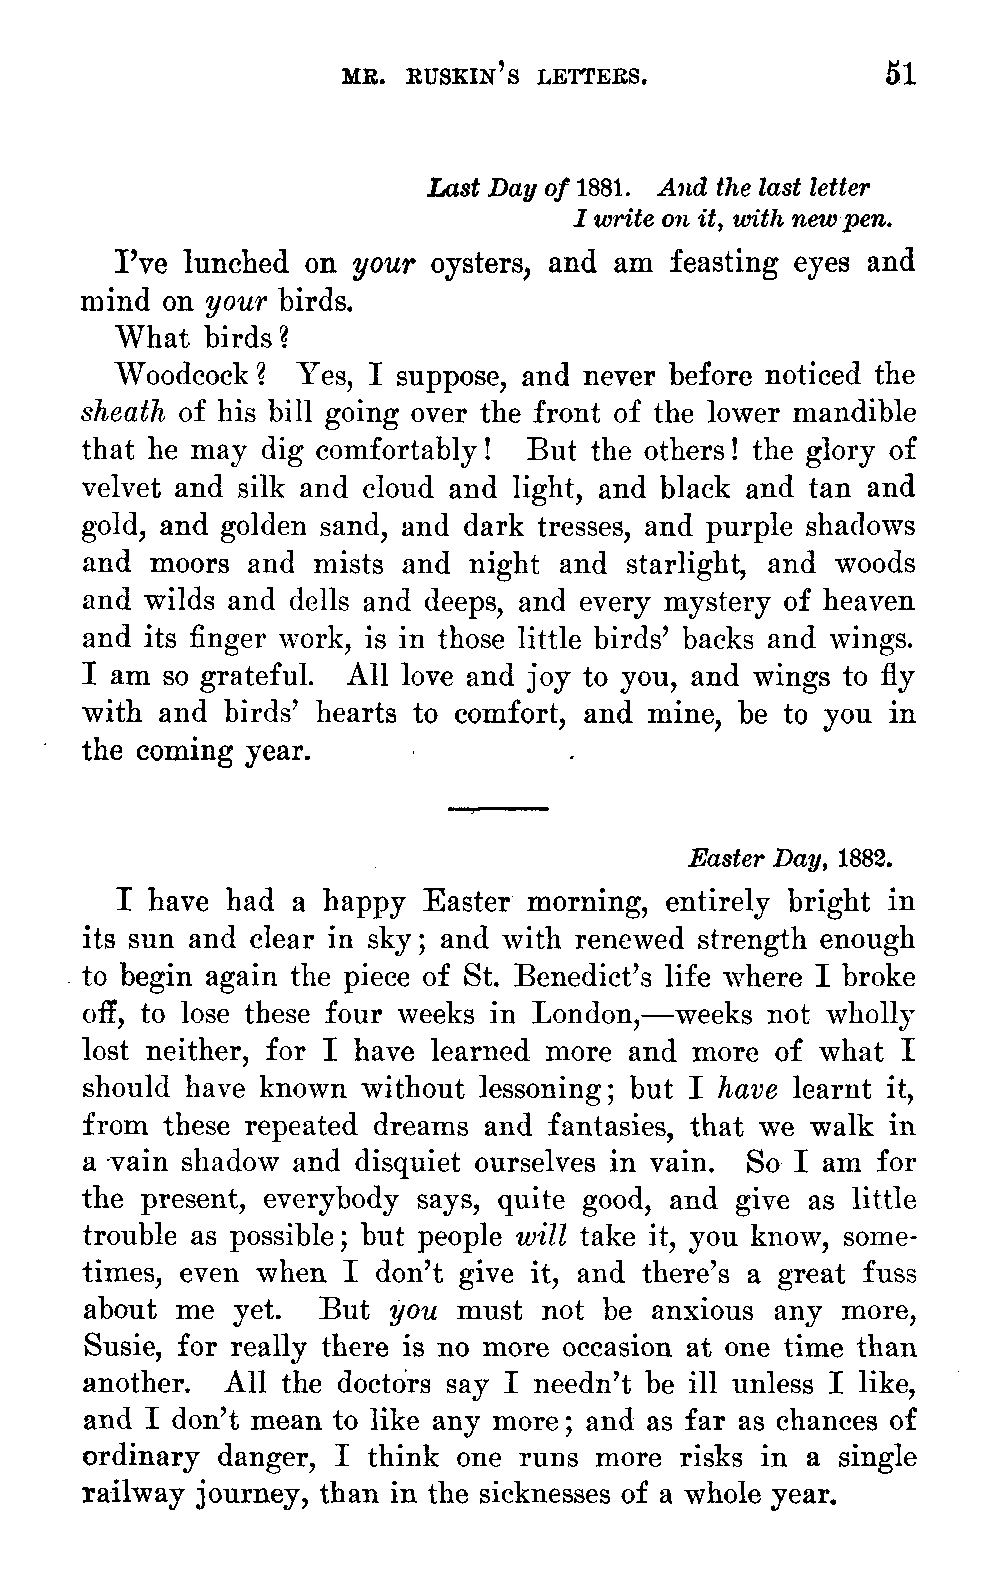 MR. RUSKIN'S LETTERS. 51
Last Day of 1881. And the last letter
I write on it, with new pen.
I've lunched on your oysters, and am feasting eyes and
mind on your birds.
What birds?
Woodcock? Yes, I suppose, and never before noticed the
sheath of his bill going over the front of the lower mandible
that he may dig comfortably! But the others! the glory of
velvet and silk and cloud and light, and black and tan and
gold, and golden sand, and dark tresses, and purple shadows
and moors and mists and night and starlight, and woods
and wilds and dells and deeps, and every mystery of heaven
and its finger work, is in those little birds' backs and wings.
I am so grateful. All love and joy to you, and wings to fly
with and birds' hearts to comfort, and mine, be to you in
the coming year.
Easter Day, 1882.
I have had a happy Easter morning, entirely bright in
its sun and clear in sky; and with renewed strength enough
to begin again the piece of St. Benedict's life where I broke
off, to lose these four weeks in London,—weeks not wholly
lost neither, for I have learned more and more of what I
should have known without lessoning; but I have learnt it,
from these repeated dreams and fantasies, that we walk in
a vain shadow and disquiet ourselves in vain. So I am for
the present, everybody says, quite good, and give as little
trouble as possible; but people will take it, you know, some-
times, even when I don't give it, and there's a great fuss
about me yet. But you must not be anxious any more,
Susie, for really there is no more occasion at one time than
another. All the doctors say I needn't be ill unless I like,
and I don't mean to like any more; and as far as chances of
ordinary danger, I think one runs more risks in a single
railway journey, than in the sicknesses of a whole year.